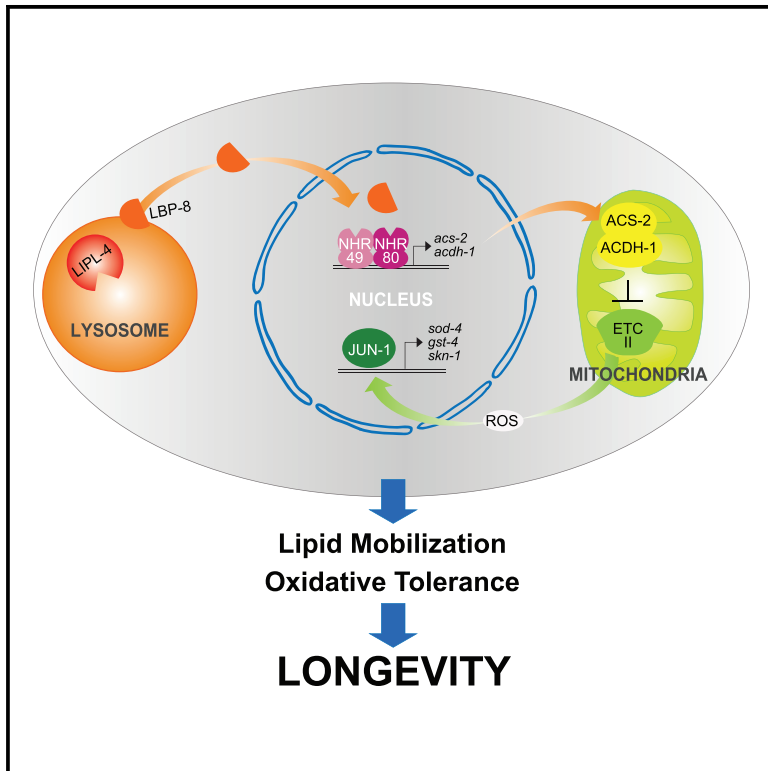 LBP-8
LIPL-4
LYSOSOME
NHR
49
NHR
80
acs-2
acdh-1
NUCLEUS
JUN-1
sod-4
gst-4
skn-1
ACS-2
ACDH-1
ETC
II
MITOCHONDRIA
ROS
Lipid Mobilization
Oxidative Tolerance
LONGEVITY